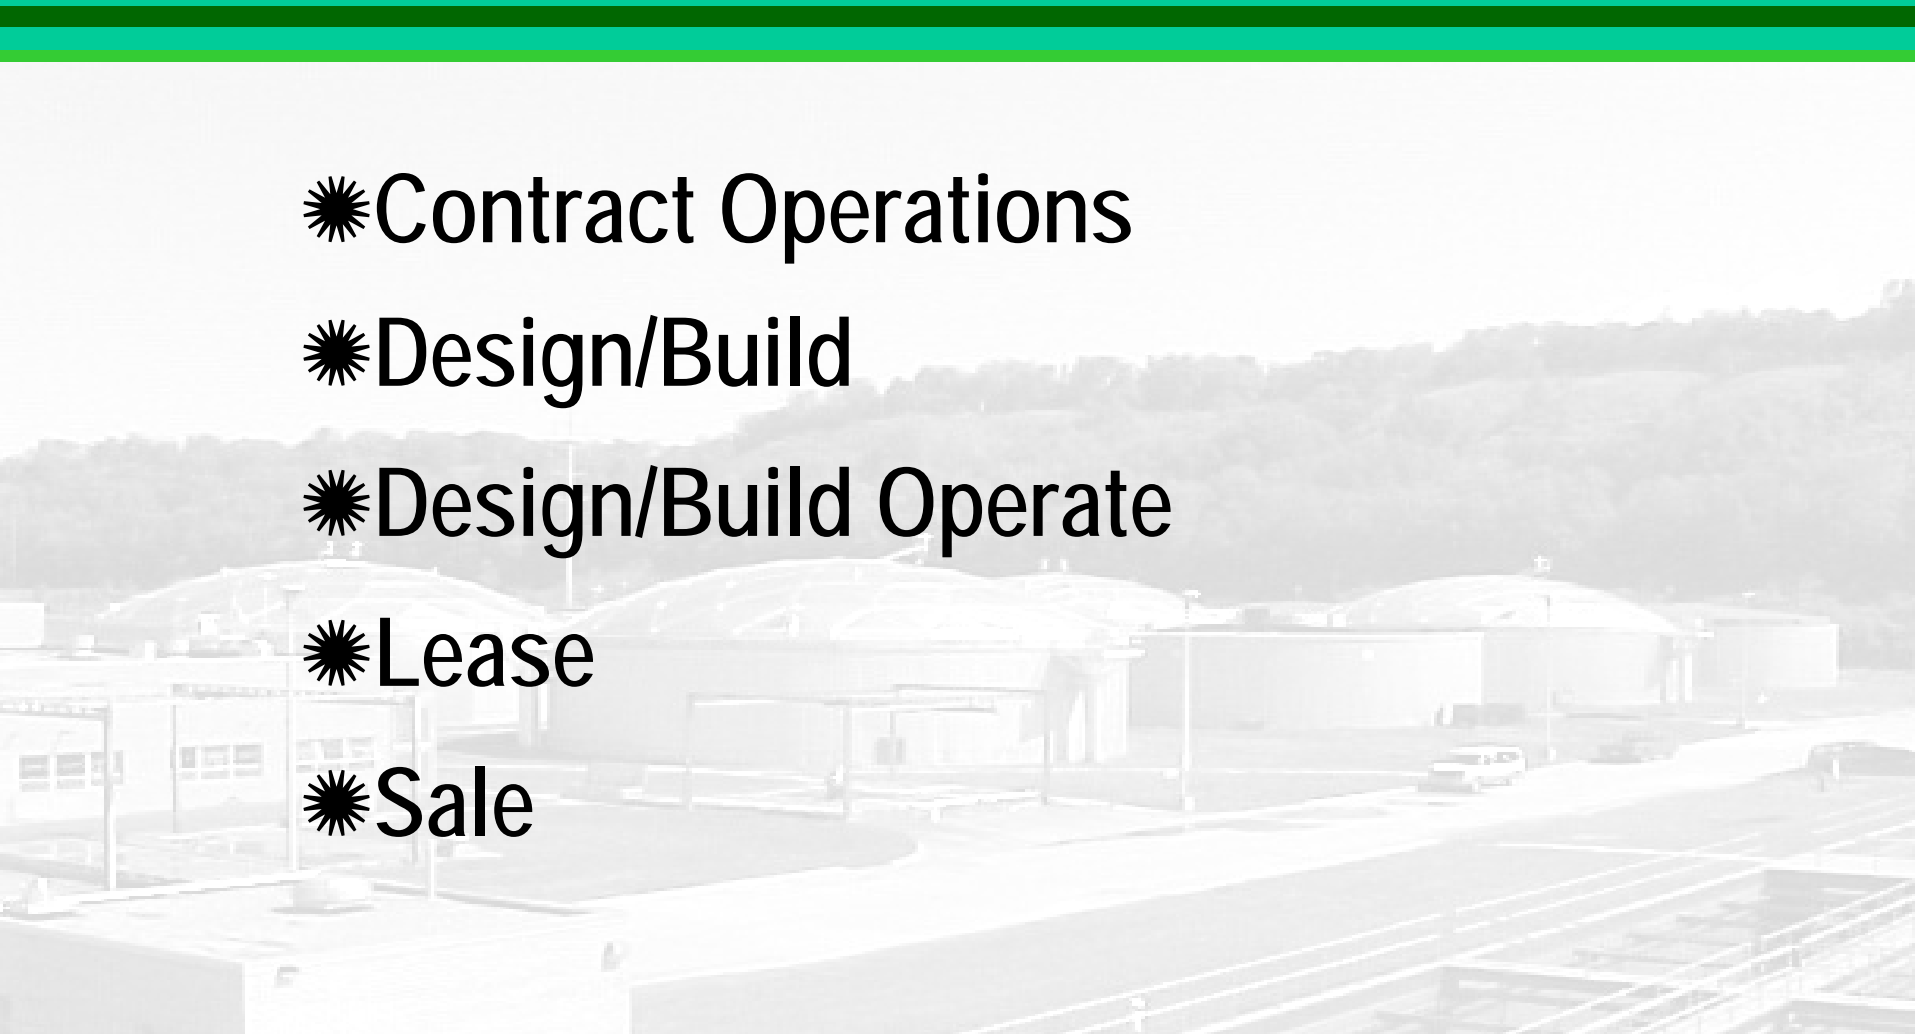 ✺Contract Operations
✺Design/Build
✺Design/Build Operate
✺Lease
✺Sale